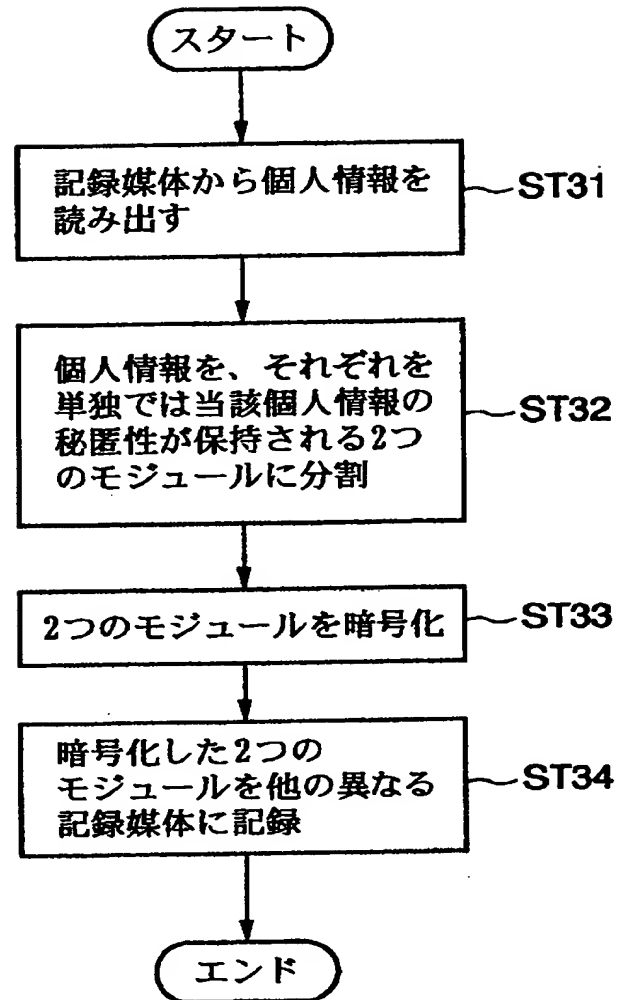 スタート
記録媒体から個人情報を
読み出す
ST31
個人情報を、それぞれを
単独では当該個人情報の
秘匿性が保持される2つ
のモジュールに分割
ST32
2つのモジュールを暗号化
ST33
暗号化した2つの
モジュールを他の異なる
記録媒体に記録
ST34
エンド